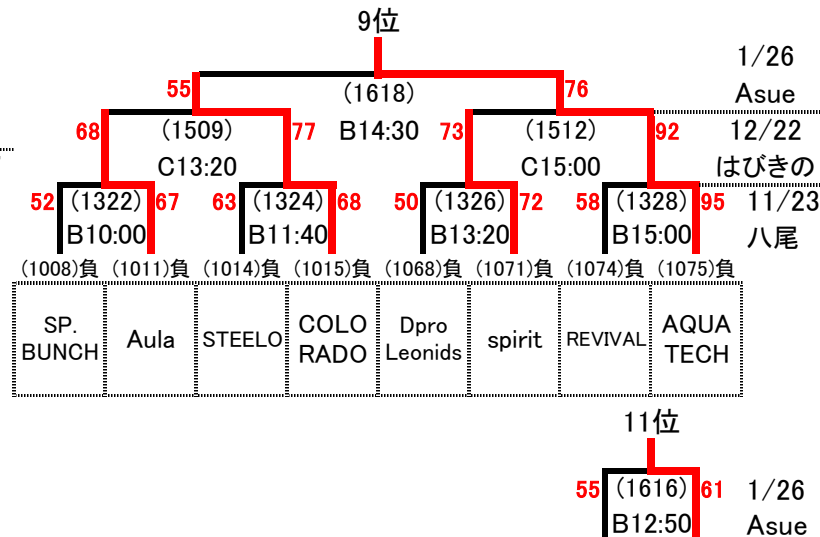 9位
1/26
55 76
(1618) Asue
68 (1509) 77 B14:30 73 (1512) 92 12/22
C13:20 C15:00 はびきの
52 (1322) 67 63 (1324) 68 50 (1326) 72 58 (1328) 95 11/23
B10:00 B11:40 B13:20 B15:00 八尾
(1008)負 (1011)負 (1014)負 (1015)負 (1068)負 (1071)負 (1074)負 (1075)負
SP. COLO Dpro AQUA
BUNCH Aula STEELO RADO Leonids spirit REVIVAL TECH
11位
55 (1616) 61 1/26
B12:50 Asue